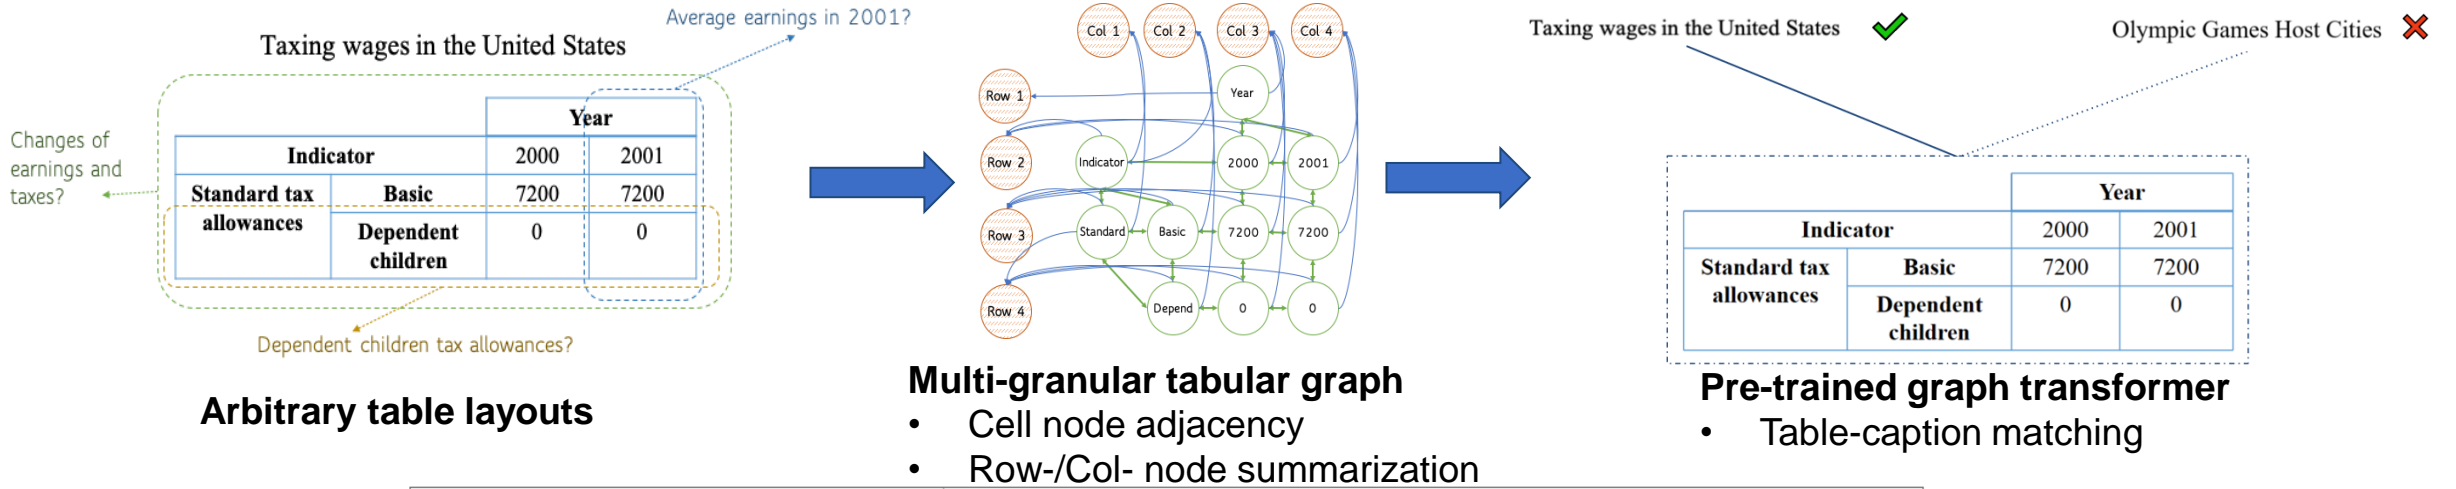 Average earnings in 2001?
Taxing wages in the United States
Changes of
earnings and
taxes?
Year
Indicator 2000 2001
Standard tax Basic 7200 7200
allowances Dependent 0 0
children
Dependent children tax allowances?
Arbitrary table layouts
Col 1 Col 2 Col 3 Col 4
Row 1 Year
Row 2 Indicator 2000 2001
Row 3 Standard Basic 7200 7200
Row 4 Depend 0 0
Multi-granular tabular graph
• Cell node adjacency
• Row-/Col- node summarization
Taxing wages in the United States
Olympic Games Host Cities
Year
Indicator 2000 2001
Standard tax Basic 7200 7200
allowances Dependent 0 0
children
Pre-trained graph transformer
• Table-caption matching